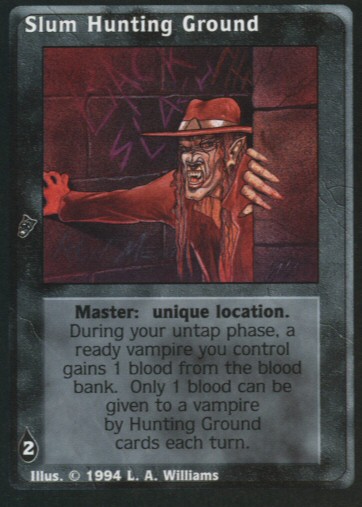 Slum Hunting Ground
Master: unique location.
During your untap phase, a
ready vampire you control
gains 1 blood from the blood
bank. Only 1 blood can be
given to a vampire
by Hunting Ground
cards each turn.
2
Illus. © 1994 L. A. Williams